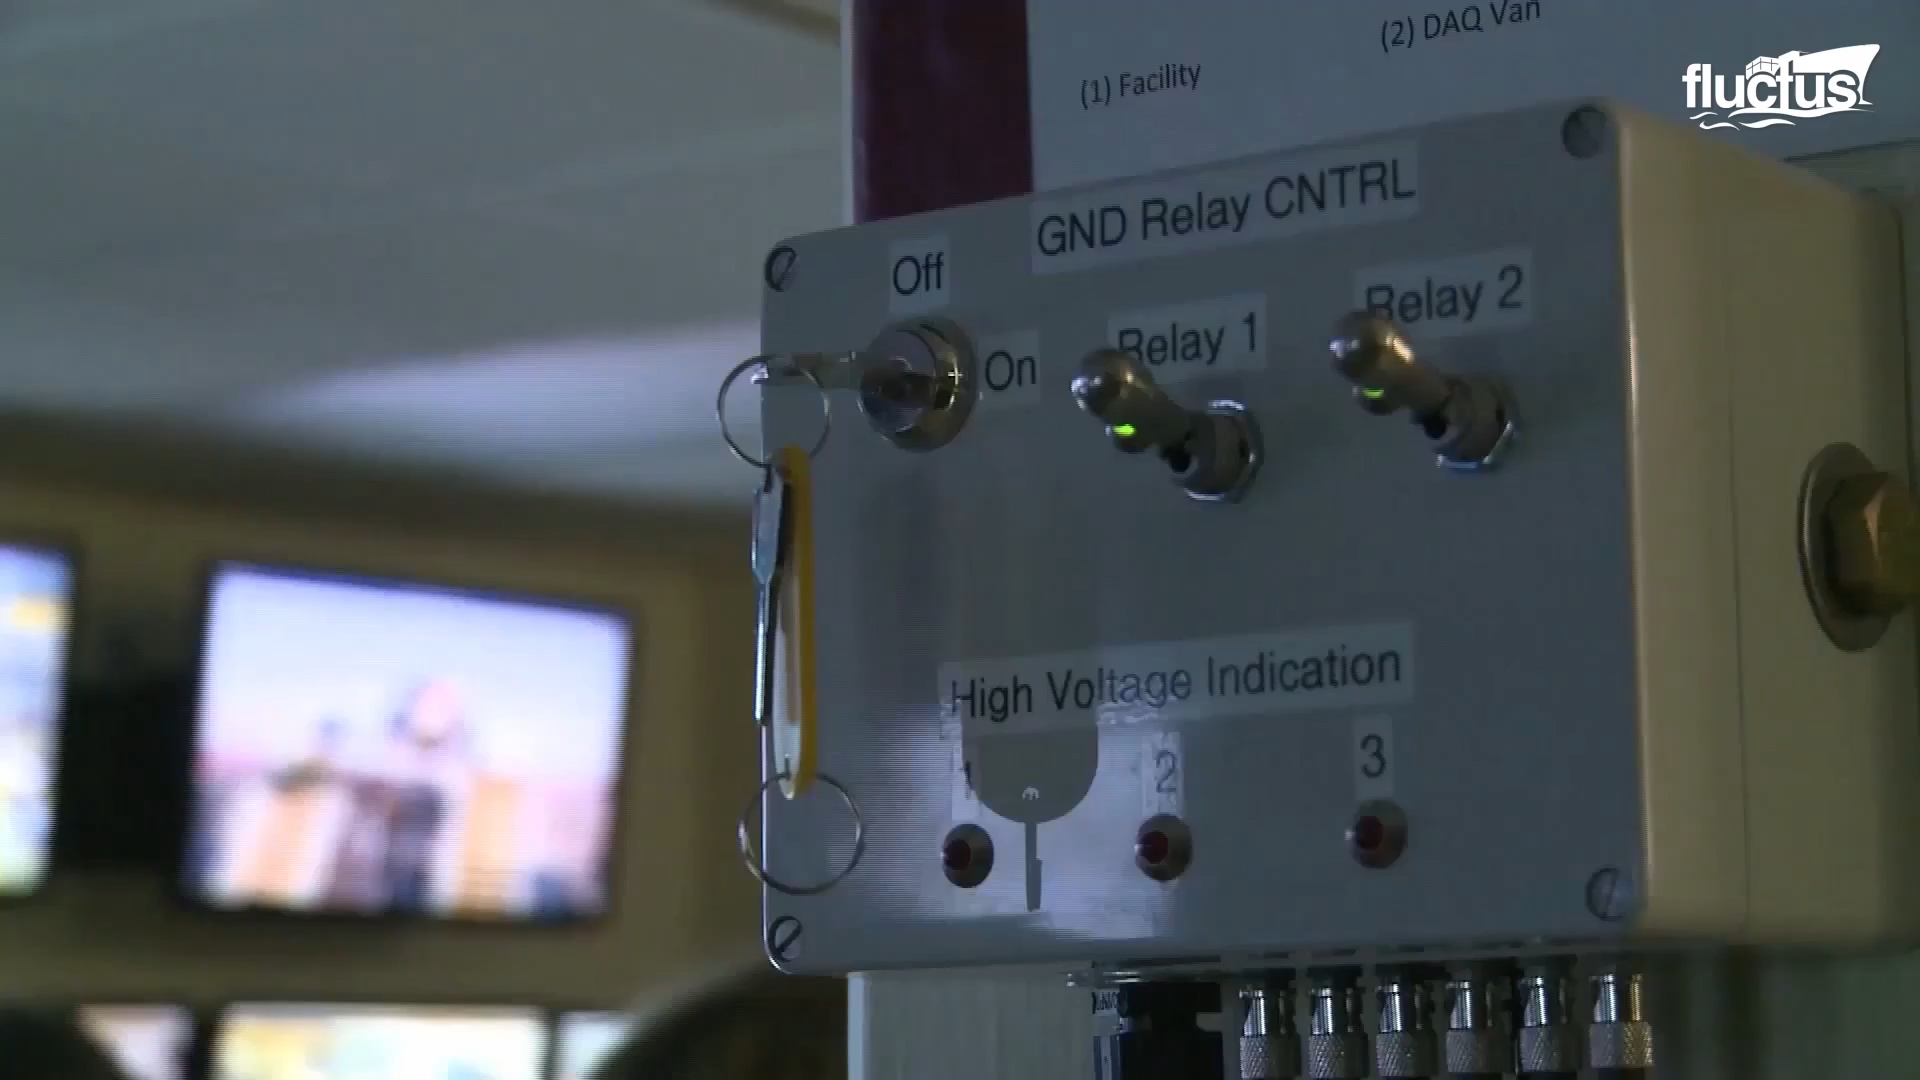 (2) DAQ Van
(1) Facility
fluctus
GND Relay CNTRL
Off
On
Relay 1
Relay 2
High Voltage Indication
1
2
3